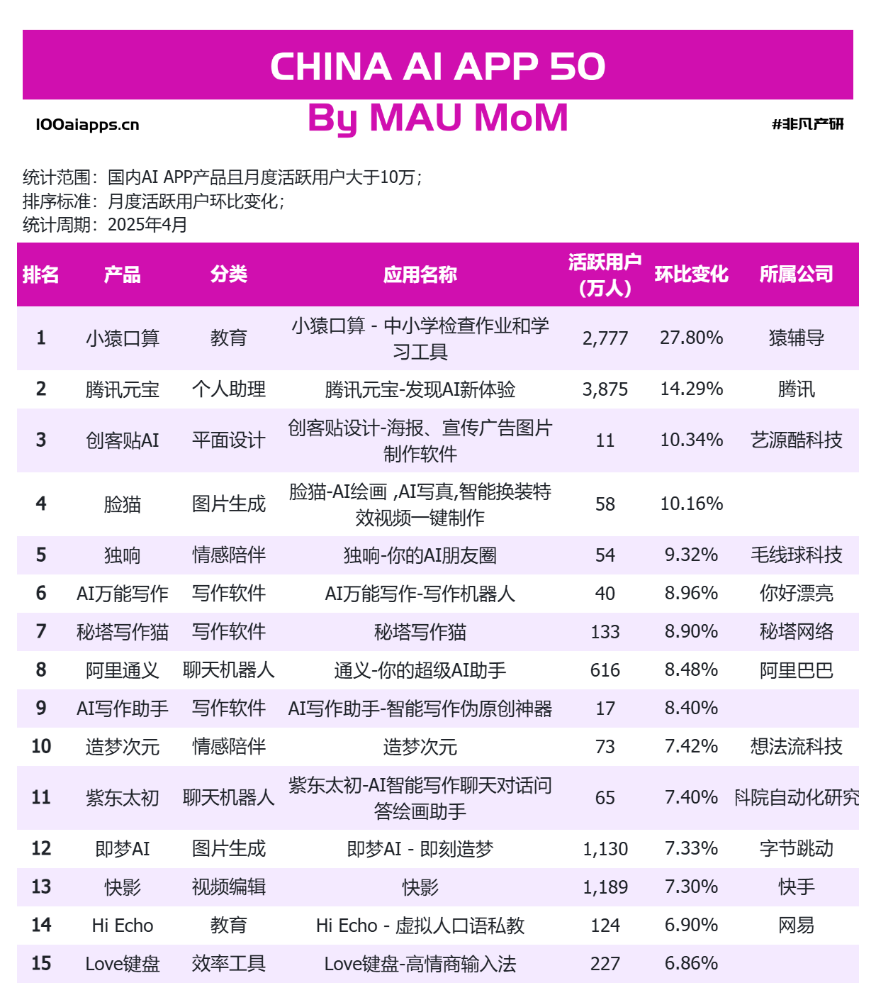 CHINA AI APP 50
By MAU MoM
100aiapps.cn
#非凡产研
统计范围：国内AI APP产品且月度活跃用户大于10万；
排序标准：月度活跃用户环比变化；
统计周期：2025年4月
排名 产品 分类 应用名称 活跃用户（万人） 环比变化 所属公司
1 小猿口算 教育 小猿口算 - 中小学检查作业和学习工具 2,777 27.80% 猿辅导
2 腾讯元宝 个人助理 腾讯元宝-发现AI新体验 3,875 14.29% 腾讯
3 创客贴AI 平面设计 创客贴设计-海报、宣传广告图片制作软件 11 10.34% 艺源酷科技
4 脸猫 图片生成 脸猫-AI绘画 ,AI写真,智能换装特效视频一键制作 58 10.16%
5 独响 情感陪伴 独响-你的AI朋友圈 54 9.32% 毛线球科技
6 AI万能写作 写作软件 AI万能写作-写作机器人 40 8.96% 你好漂亮
7 秘塔写作猫 写作软件 秘塔写作猫 133 8.90% 秘塔网络
8 阿里通义 聊天机器人 通义-你的超级AI助手 616 8.48% 阿里巴巴
9 AI写作助手 写作软件 AI写作助手-智能写作伪原创神器 17 8.40%
10 造梦次元 情感陪伴 造梦次元 73 7.42% 想法流科技
11 紫东太初 聊天机器人 紫东太初-AI智能写作聊天对话问答绘画助手 65 7.40% 科院自动化研究
12 即梦AI 图片生成 即梦AI - 即刻造梦 1,130 7.33% 字节跳动
13 快影 视频编辑 快影 1,189 7.30% 快手
14 Hi Echo 教育 Hi Echo - 虚拟人口语私教 124 6.90% 网易
15 Love键盘 效率工具 Love键盘-高情商输入法 227 6.86%